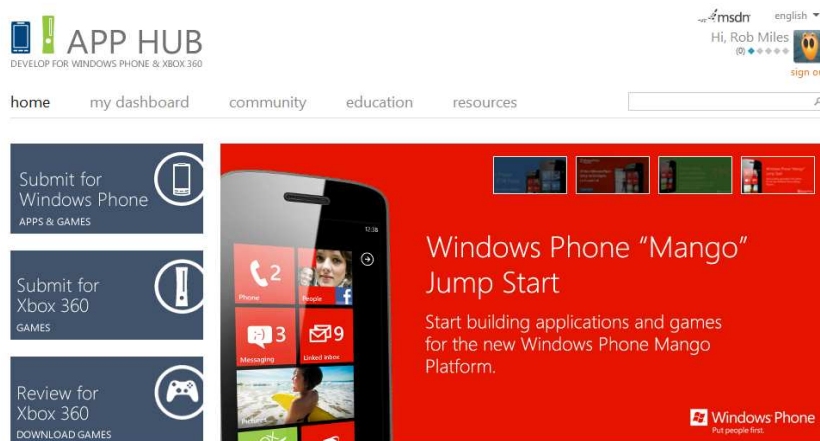 msdn
english
APP HUB
Hi, Rob Miles
(0)
DEVELOP FOR WINDOWS PHONE & XBOX 360
sign ou
home my dashboard community education resources
Submit for
Windows Phone
APPS & GAMES
Submit for
Xbox 360
GAMES
Review for
Xbox 360
DOWNLOAD GAMES
12:38
2
Phone
People
f
3
Messaging
9
Linked Inbox
Pictures
Windows Phone “Mango”
Jump Start
Start building applications and games
for the new Windows Phone Mango
Platform.
Windows Phone
Put people first.